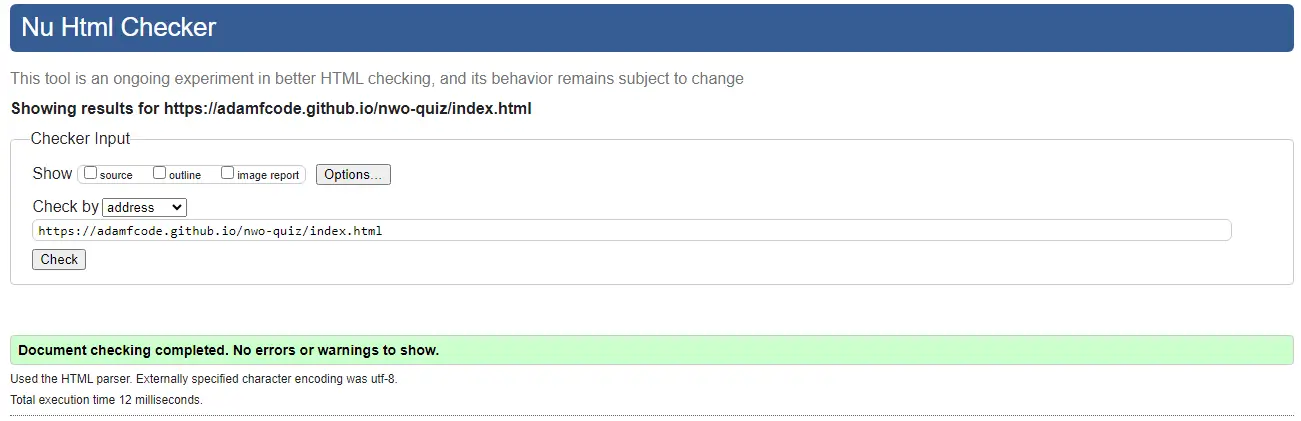 Nu Html Checker
This tool is an ongoing experiment in better HTML checking, and its behavior remains subject to change
Showing results for https://adamfcode.github.io/nwo-quiz/index.html
Checker Input
Show source outline image report Options...
Check by address
https://adamfcode.github.io/nwo-quiz/index.html
Check
Document checking completed. No errors or warnings to show.
Used the HTML parser. Externally specified character encoding was utf-8.
Total execution time 12 milliseconds.